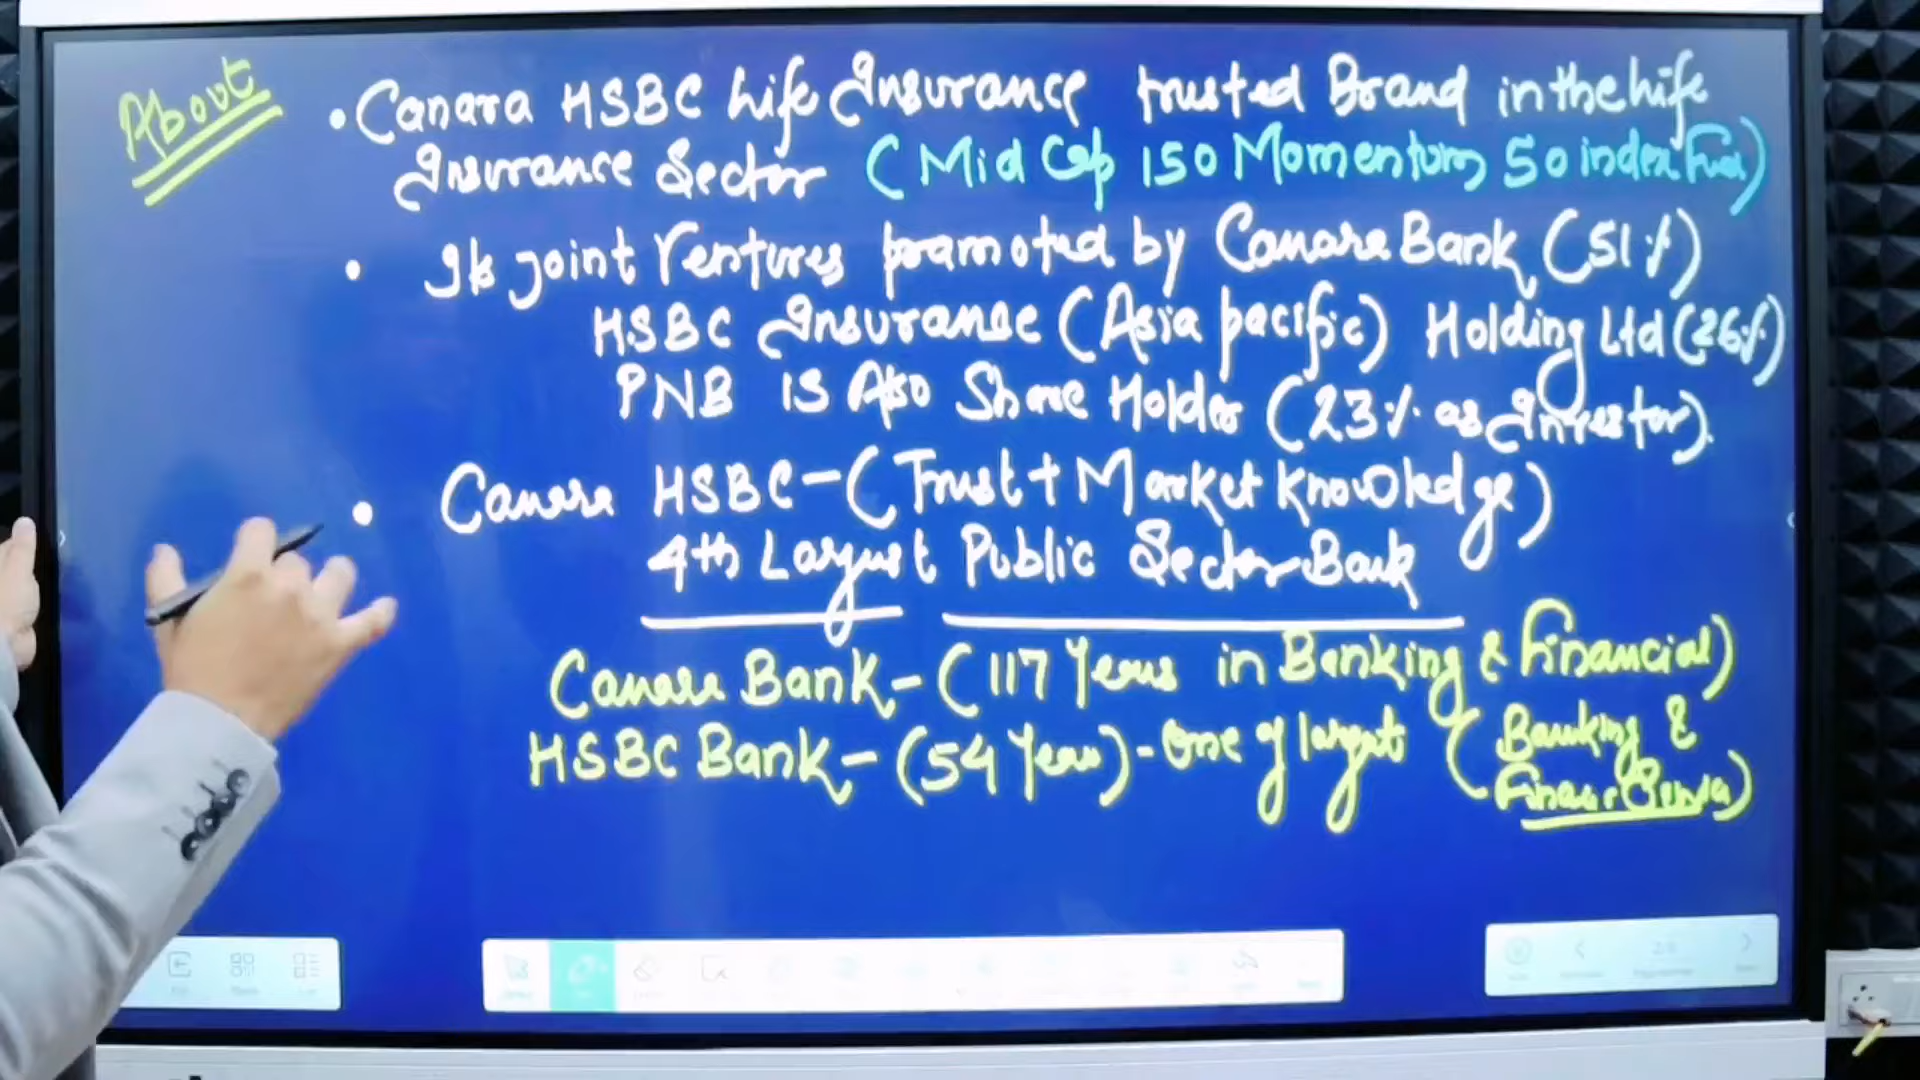 About
• Canara HSBC Life Insurance trusted Brand in the Life
Insurance Sector (Mid Cap 150 Momentum 50 index Fund)
• Its joint Ventures promoted by Canara Bank (51%)
HSBC Insurance (Asia pacific) Holding Ltd (26%)
PNB is Also Share Holder (23% as Investor).
• Canara HSBC - (Trust + Market Knowledge)
4th Largest Public Sector Bank
Canara Bank - (117 Years in Banking & Financial)
HSBC Bank - (54 Years) - One of largest (Banking &
2/8